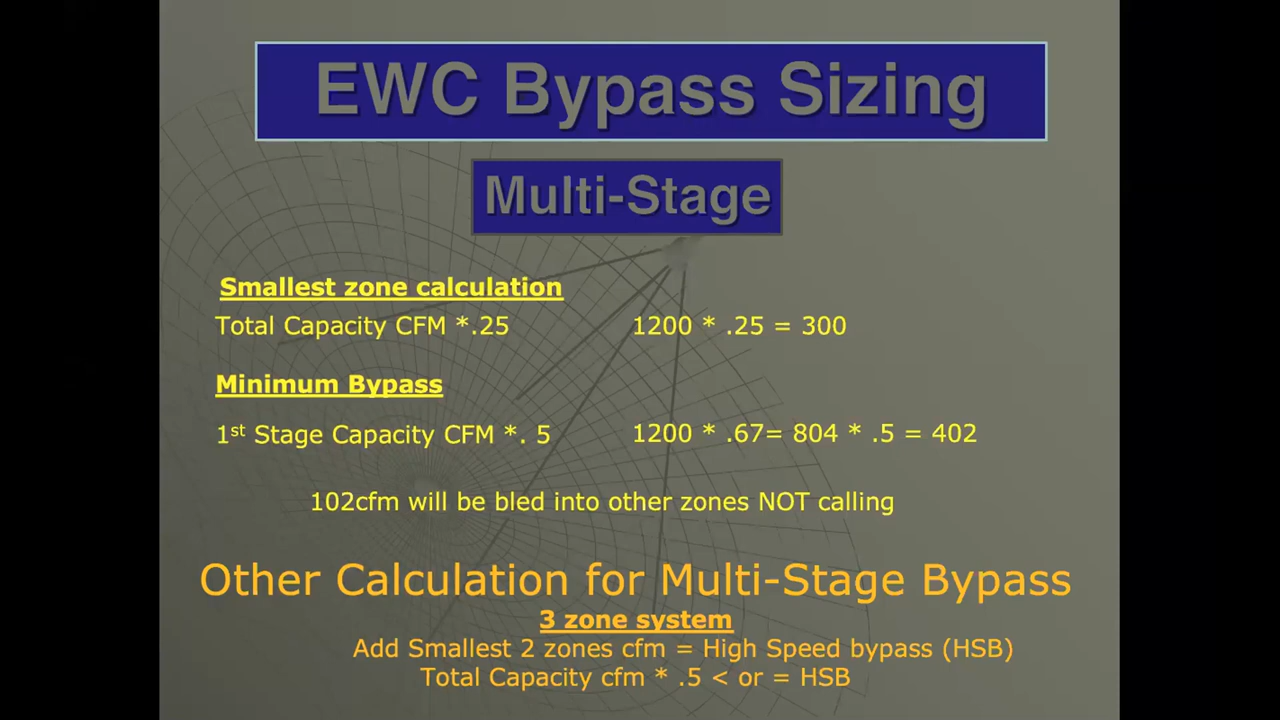 EWC Bypass Sizing
Multi-Stage
Smallest zone calculation
Total Capacity CFM *.25 1200 * .25 = 300
Minimum Bypass
1st Stage Capacity CFM *. 5 1200 * .67= 804 * .5 = 402
102cfm will be bled into other zones NOT calling
Other Calculation for Multi-Stage Bypass
3 zone system
Add Smallest 2 zones cfm = High Speed bypass (HSB)
Total Capacity cfm * .5 < or = HSB